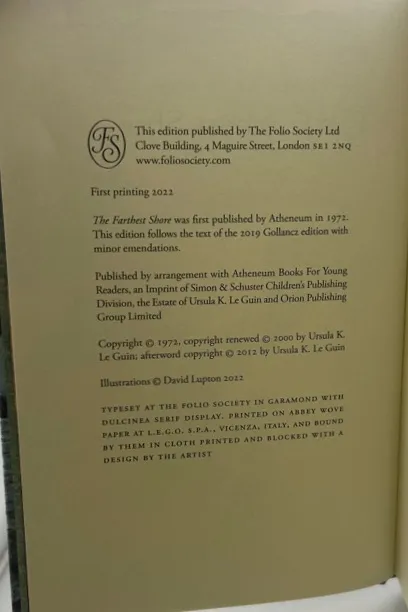 FS
This edition published by The Folio Society Ltd
Clove Building, 4 Maguire Street, London SE1 2NQ
www.foliosociety.com
First printing 2022
The Farthest Shore was first published by Atheneum in 1972.
This edition follows the text of the 2019 Gollancz edition with
minor emendations.
Published by arrangement with Atheneum Books For Young
Readers, an Imprint of Simon & Schuster Children's Publishing
Division, the Estate of Ursula K. Le Guin and Orion Publishing
Group Limited
Copyright © 1972, copyright renewed © 2000 by Ursula K.
Le Guin; afterword copyright © 2012 by Ursula K. Le Guin
Illustrations © David Lupton 2022
TYPESET AT THE FOLIO SOCIETY IN GARAMOND WITH
DULCINEA SERIF DISPLAY. PRINTED ON ABBEY WOVE
PAPER AT L.E.G.O. S.P.A., VICENZA, ITALY, AND BOUND
BY THEM IN CLOTH PRINTED AND BLOCKED WITH A
DESIGN BY THE ARTIST